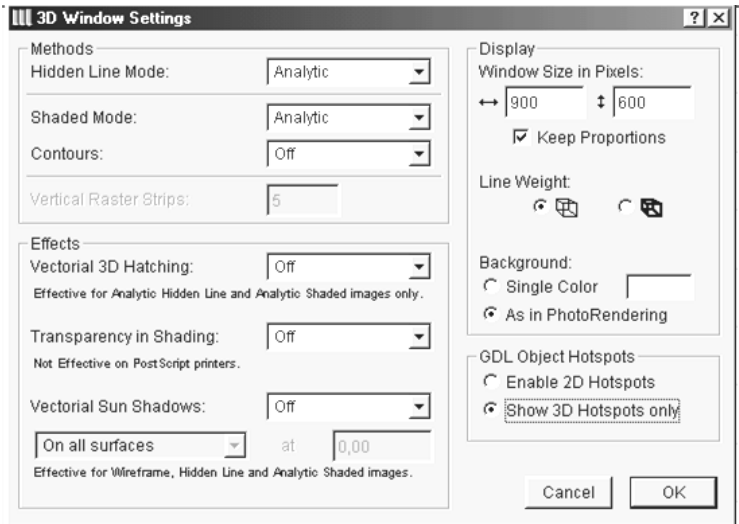 3D Window Settings
Methods
Hidden Line Mode: Analytic
Shaded Mode: Analytic
Contours: Off
Vertical Raster Strips: 5
Effects
Vectorial 3D Hatching: Off
Effective for Analytic Hidden Line and Analytic Shaded images only.
Transparency in Shading: Off
Not Effective on PostScript printers.
Vectorial Sun Shadows: Off
On all surfaces at 0,00
Effective for Wireframe, Hidden Line and Analytic Shaded images.
Display
Window Size in Pixels:
900 600
Keep Proportions
Line Weight:
Background:
Single Color
As in PhotoRendering
GDL Object Hotspots
Enable 2D Hotspots
Show 3D Hotspots only
Cancel OK